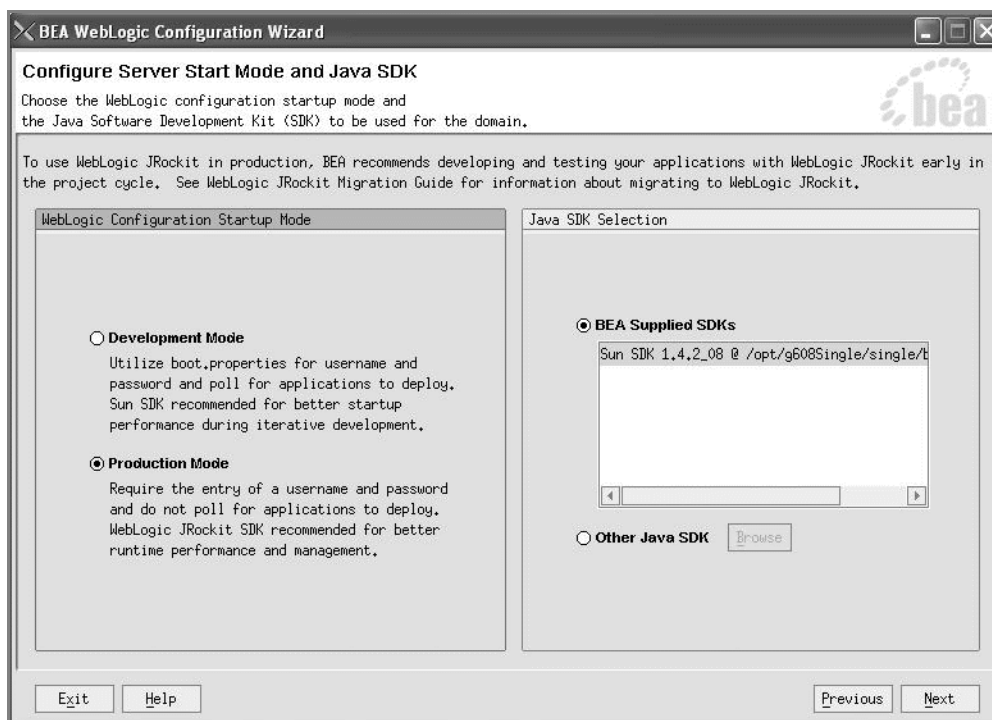 BEA WebLogic Configuration Wizard
Configure Server Start Mode and Java SDK
Choose the WebLogic configuration startup mode and
the Java Software Development Kit (SDK) to be used for the domain.
bea
To use WebLogic JRockit in production, BEA recommends developing and testing your applications with WebLogic JRockit early in
the project cycle.  See WebLogic JRockit Migration Guide for information about migrating to WebLogic JRockit.
WebLogic Configuration Startup Mode
Development Mode
Utilize boot.properties for username and
password and poll for applications to deploy.
Sun SDK recommended for better startup
performance during iterative development.
Production Mode
Require the entry of a username and password
and do not poll for applications to deploy.
WebLogic JRockit SDK recommended for better
runtime performance and management.
Java SDK Selection
BEA Supplied SDKs
Sun SDK 1.4.2_08 @ /opt/g608Single/single/b
Other Java SDK
Browse
Exit
Help
Previous
Next